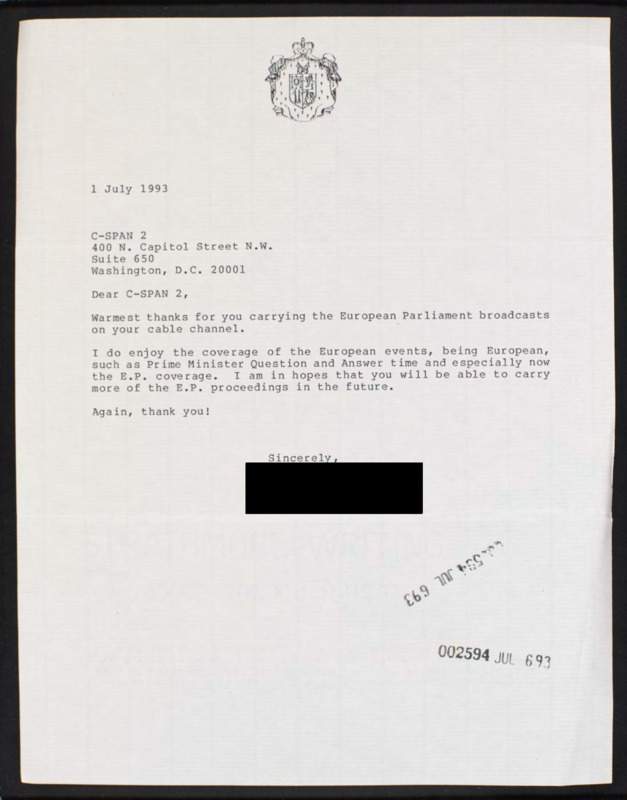 1 July 1993
C-SPAN 2
400 N. Capitol Street N.W.
Suite 650
Washington, D.C. 20001
Dear C-SPAN 2,
Warmest thanks for you carrying the European Parliament broadcasts
on your cable channel.
I do enjoy the coverage of the European events, being European,
such as Prime Minister Question and Answer time and especially now
the E.P. coverage. I am in hopes that you will be able to carry
more of the E.P. proceedings in the future.
Again, thank you!
Sincerely,
594 JUL 693
002594 JUL 693